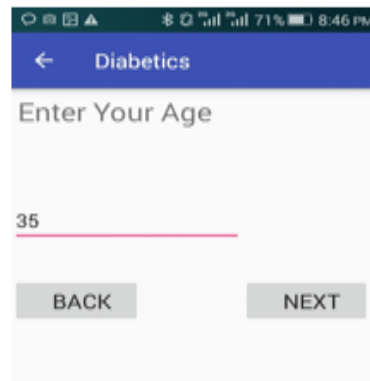 71% 8:46 PM
Diabetics
Enter Your Age
35
BACK NEXT